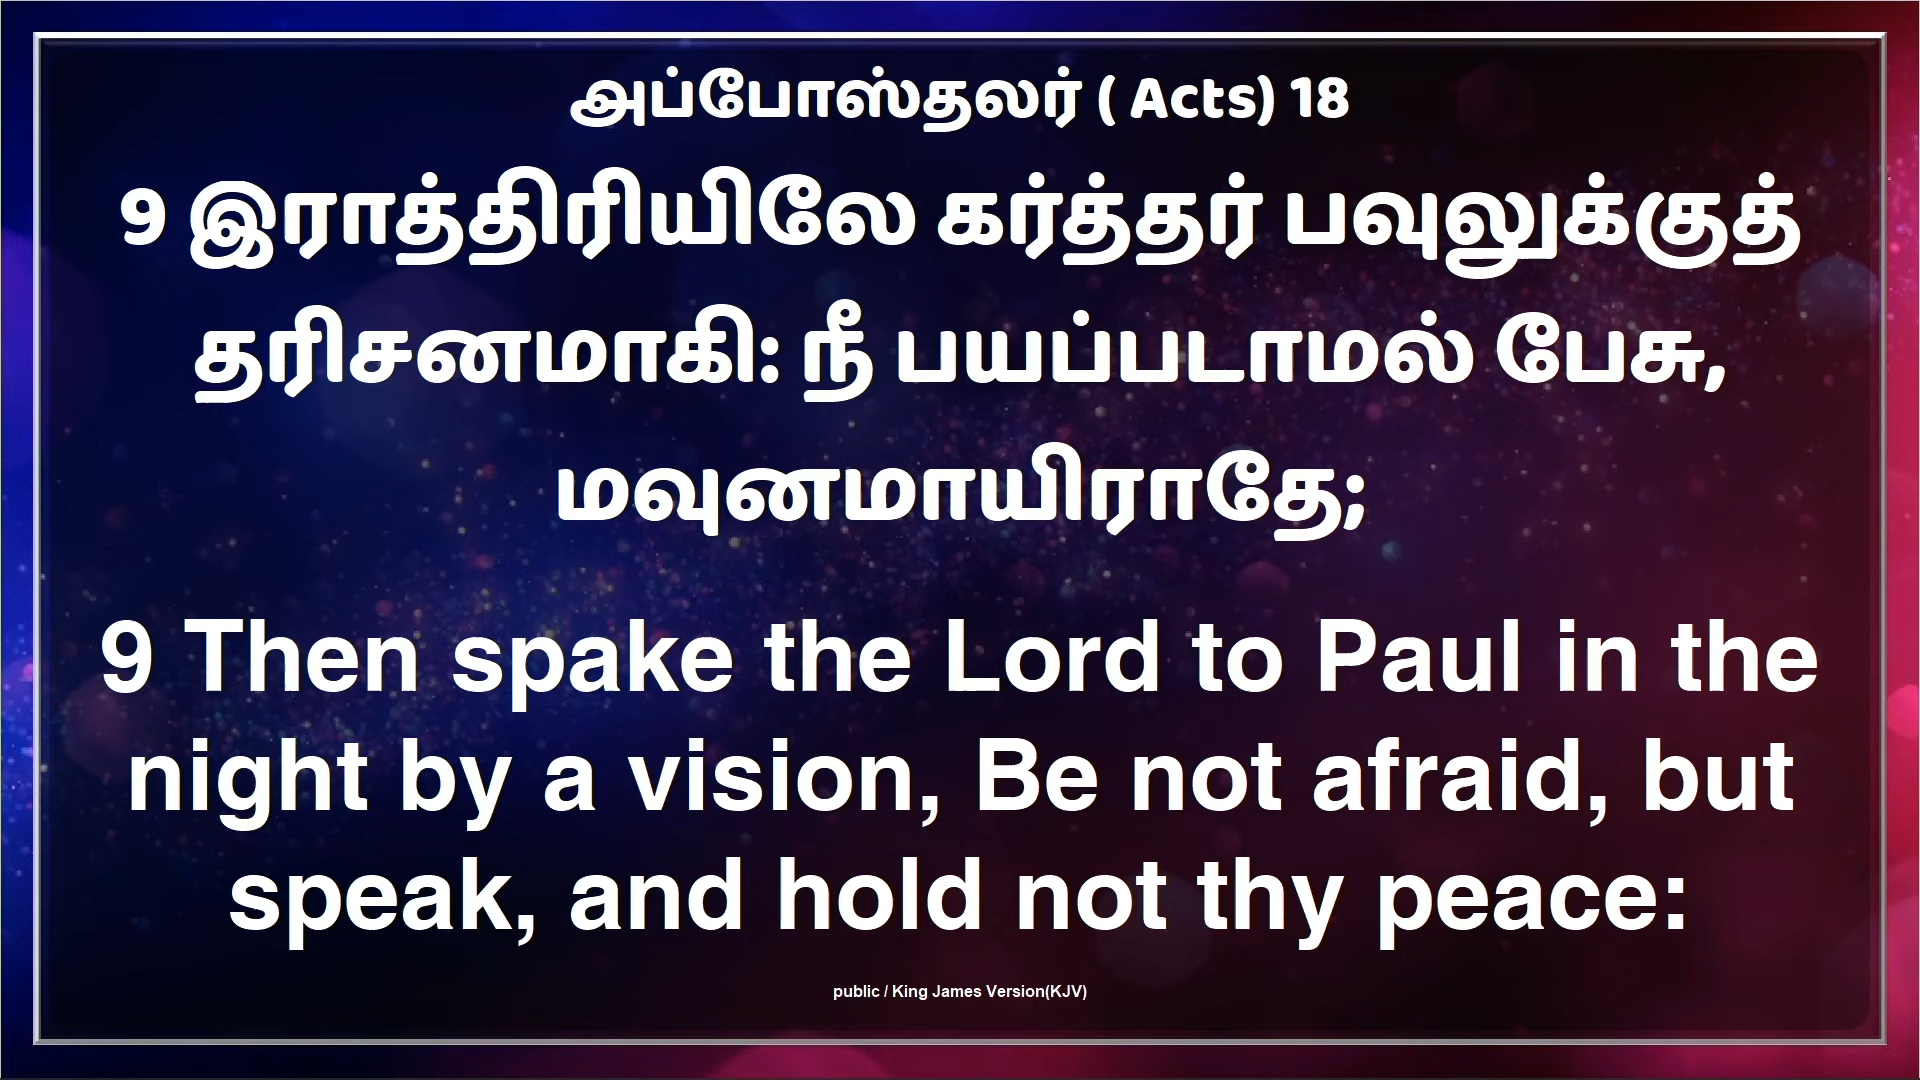 அப்போஸ்தலர் ( Acts) 18
9 இராத்திரியிலே கர்த்தர் பவுலுக்குத்
தரிசனமாகி: நீ பயப்படாமல் பேசு,
மவுனமாயிராதே;
9 Then spake the Lord to Paul in the
night by a vision, Be not afraid, but
speak, and hold not thy peace:
public / King James Version(KJV)